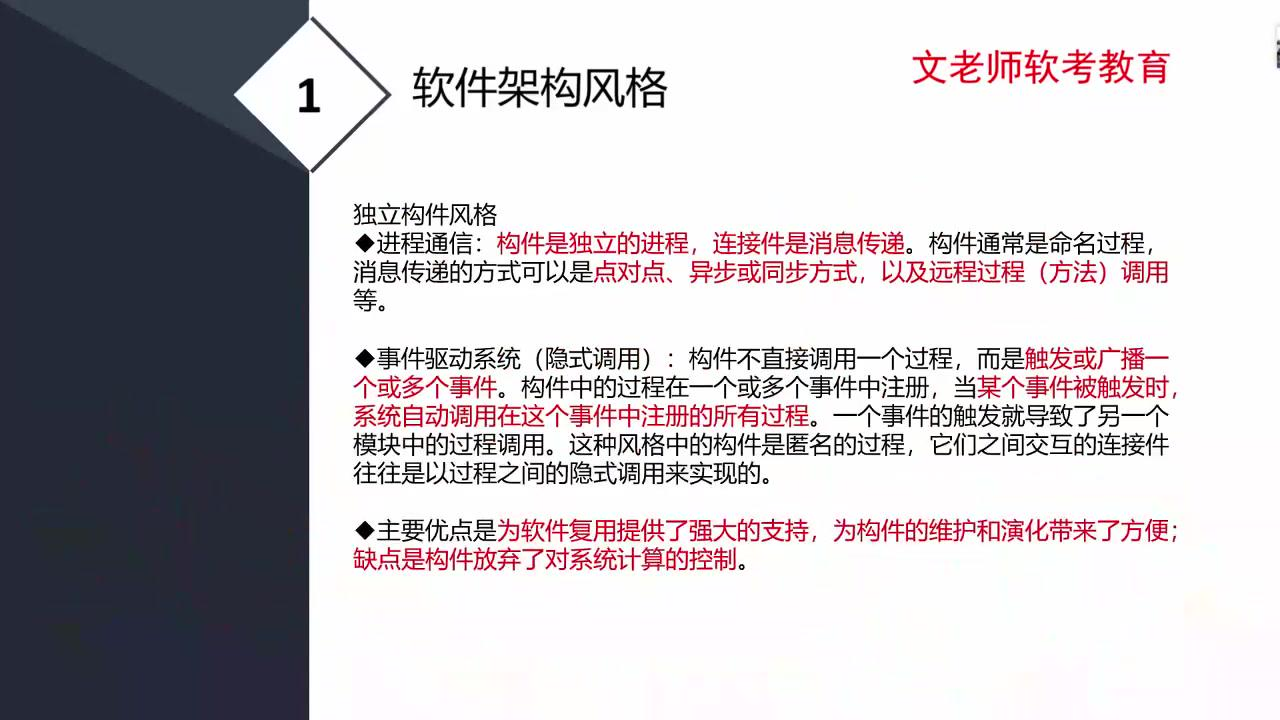 1
软件架构风格
文老师软考教育
独立构件风格
◆进程通信：构件是独立的进程，连接件是消息传递。构件通常是命名过程，
消息传递的方式可以是点对点、异步或同步方式，以及远程过程（方法）调用
等。
◆事件驱动系统（隐式调用）：构件不直接调用一个过程，而是触发或广播一
个或多个事件。构件中的过程在一个或多个事件中注册，当某个事件被触发时，
系统自动调用在这个事件中注册的所有过程。一个事件的触发就导致了另一个
模块中的过程调用。这种风格中的构件是匿名的过程，它们之间交互的连接件
往往是以过程之间的隐式调用来实现的。
◆主要优点是为软件复用提供了强大的支持，为构件的维护和演化带来了方便；
缺点是构件放弃了对系统计算的控制。